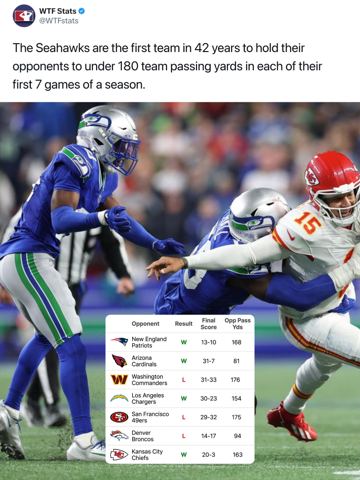 WTF Stats
@WTFstats
The Seahawks are the first team in 42 years to hold their
opponents to under 180 team passing yards in each of their
first 7 games of a season.
15
Opponent Result Final Score Opp Pass Yds
New England Patriots W 13-10 168
Arizona Cardinals W 31-7 81
Washington Commanders L 31-33 176
Los Angeles Chargers W 30-23 154
San Francisco 49ers L 29-32 175
Denver Broncos L 14-17 94
Kansas City Chiefs W 20-3 163